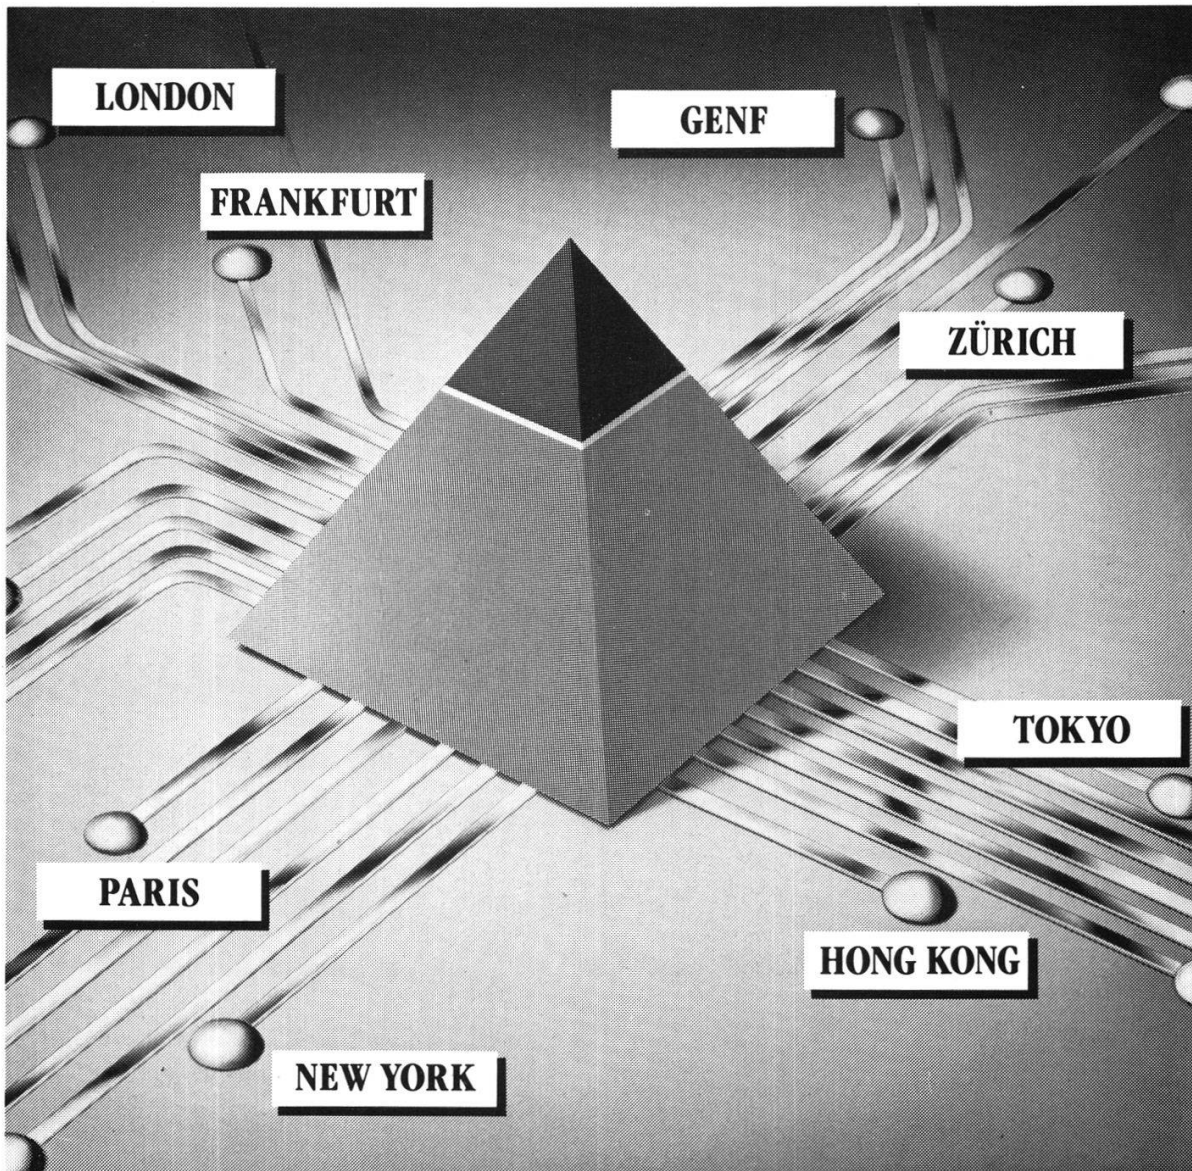 LONDON
GENF
FRANKFURT
ZÜRICH
TOKYO
PARIS
HONG KONG
NEW YORK